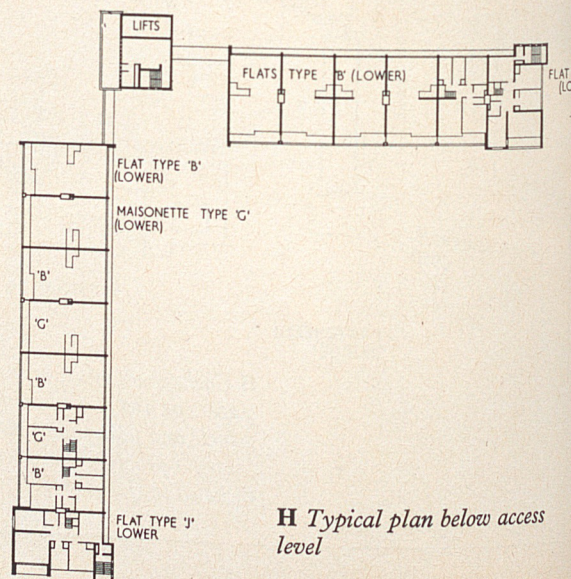 LIFTS
FLATS TYPE 'B' (LOWER)
FLAT
(LO
FLAT TYPE 'B'
(LOWER)
MAISONETTE TYPE 'G'
(LOWER)
'B'
'G'
'B'
'G'
'B'
FLAT TYPE 'J'
LOWER
H Typical plan below access
level